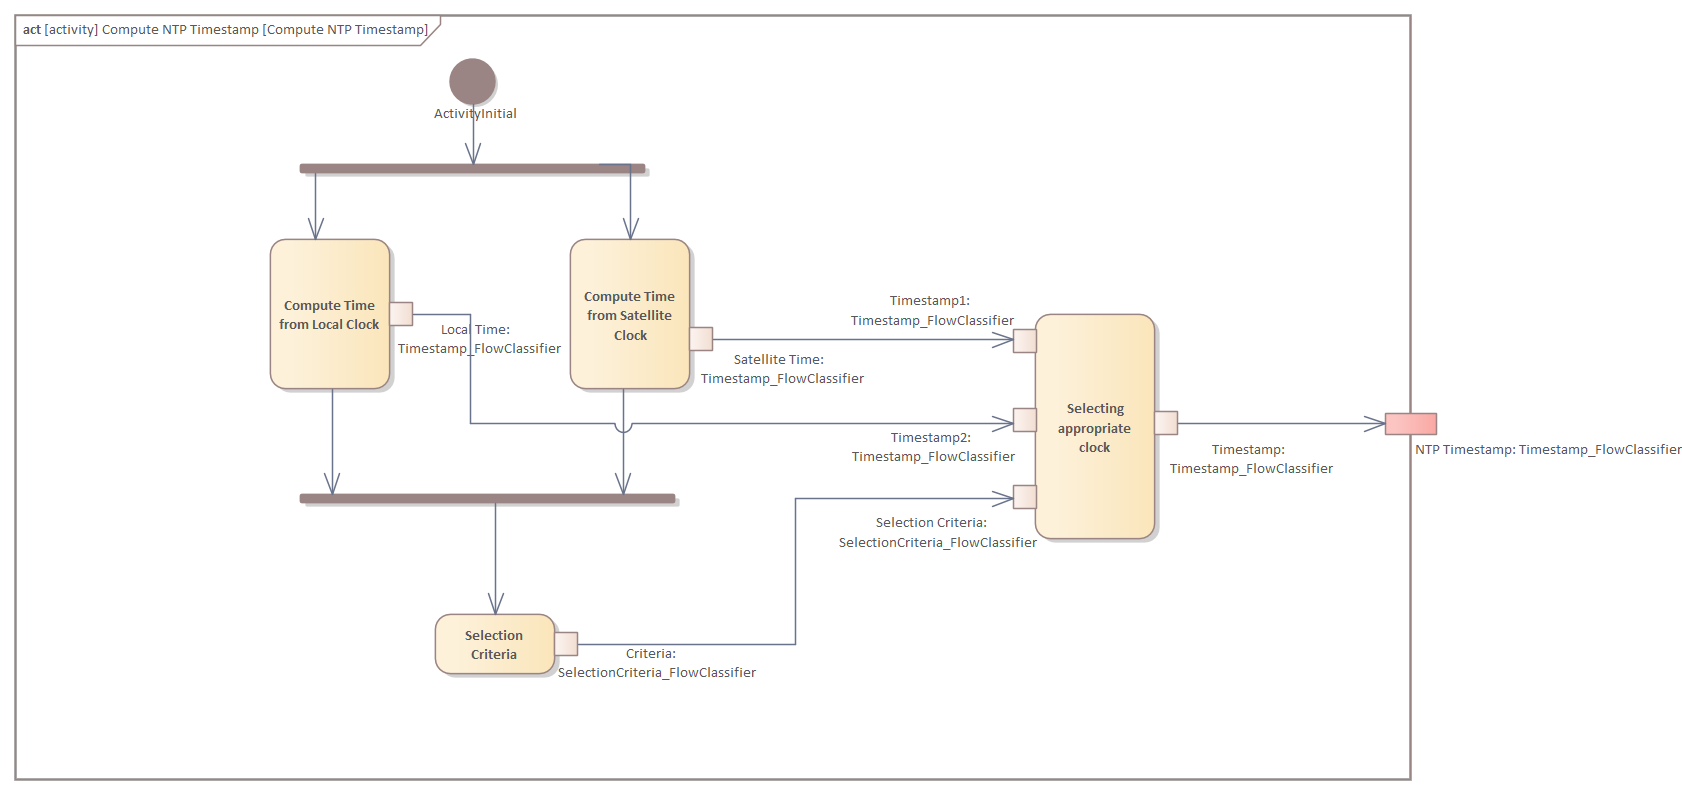 act [activity] Compute NTP Timestamp [Compute NTP Timestamp]
ActivityInitial
Compute Time
from Local Clock
Local Time:
Timestamp_FlowClassifier
Compute Time
from Satellite
Clock
Satellite Time:
Timestamp_FlowClassifier
Timestamp1:
Timestamp_FlowClassifier
Timestamp2:
Timestamp_FlowClassifier
Selection Criteria:
SelectionCriteria_FlowClassifier
Selecting
appropriate
clock
Timestamp:
Timestamp_FlowClassifier
NTP Timestamp: Timestamp_FlowClassifier
Selection
Criteria
Criteria:
SelectionCriteria_FlowClassifier